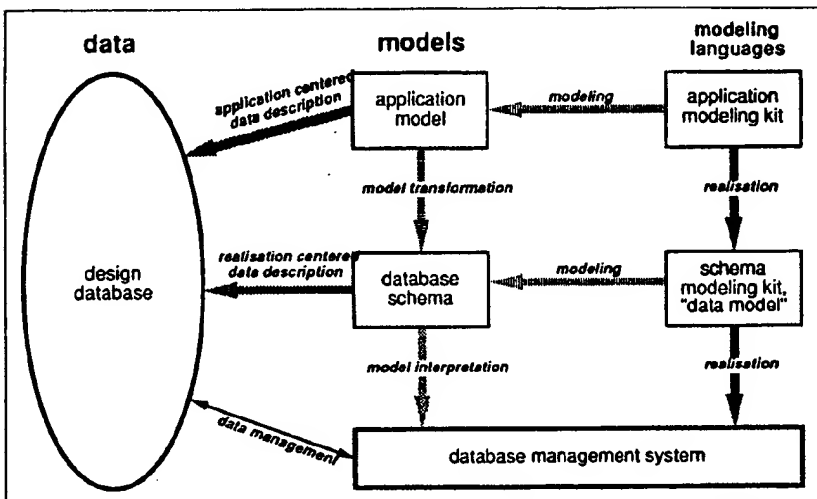 data
models
modeling
languages
application centered
data description
application
model
modeling
application
modeling kit
model transformation
realisation
design
database
realisation centered
data description
database
schema
modeling
schema
modeling kit,
"data model"
model interpretation
realisation
data management
database management system